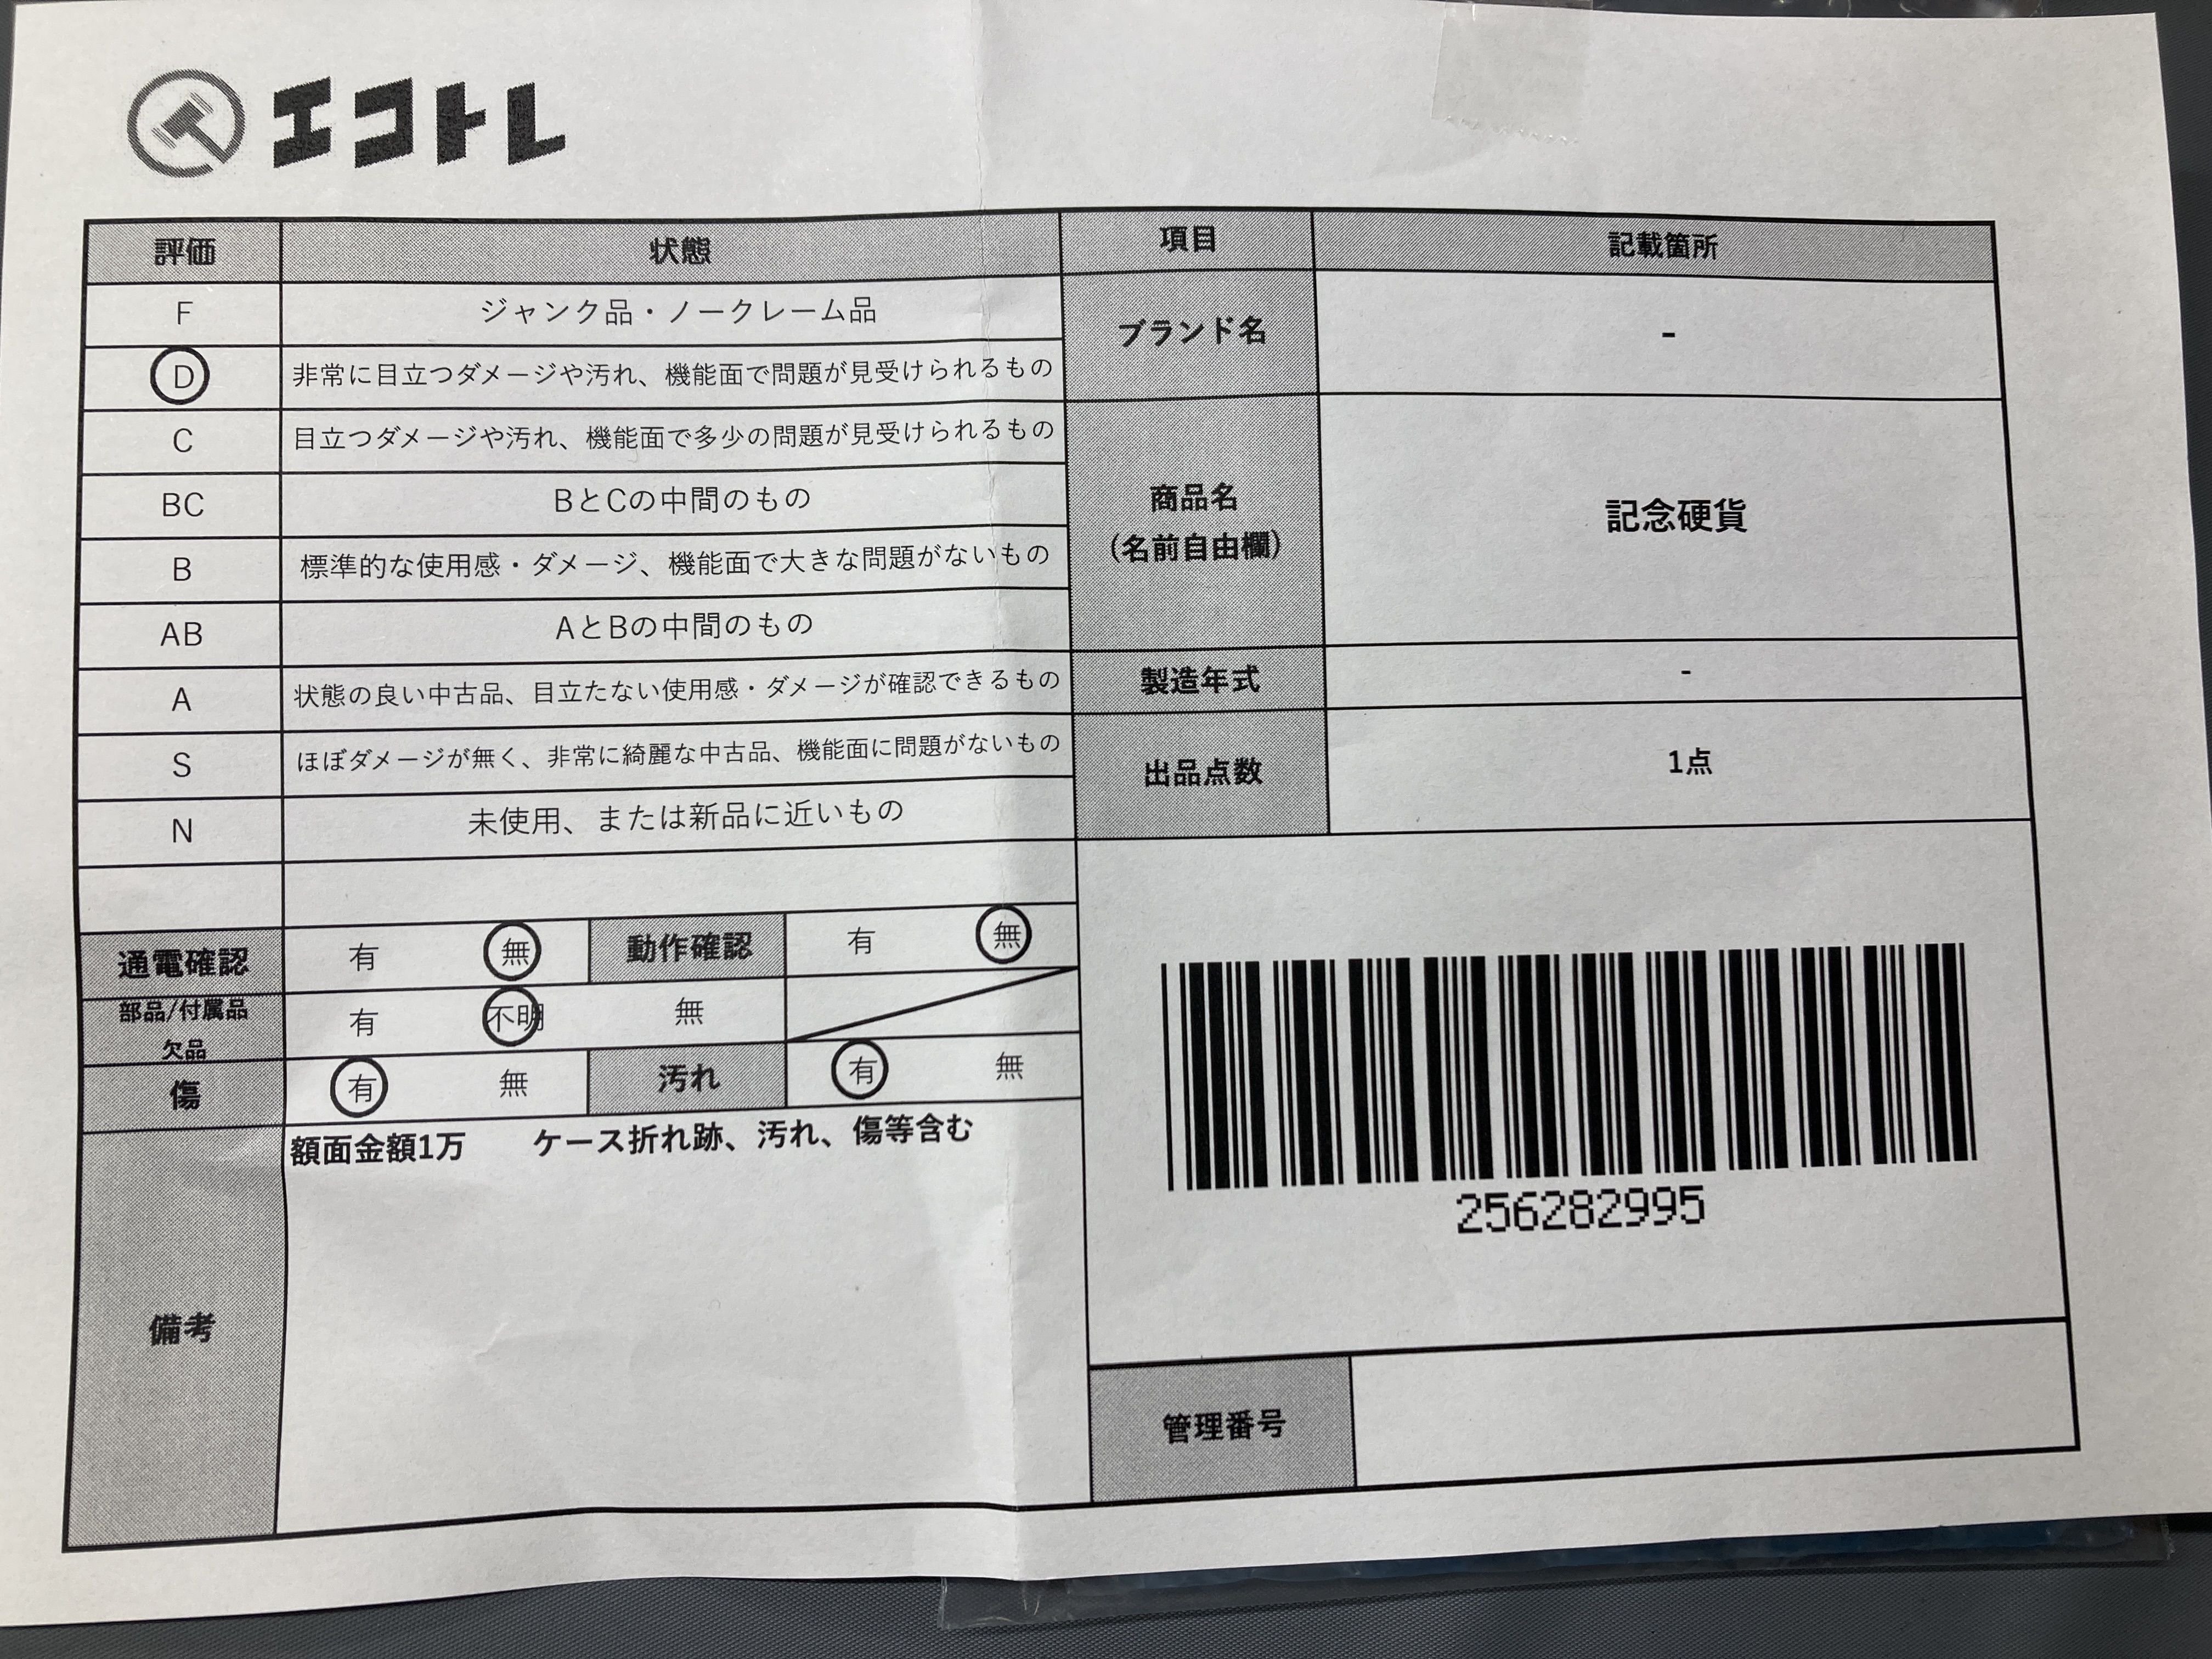 エコトレ
評価 状態
F ジャンク品・ノークレーム品
D 非常に目立つダメージや汚れ、機能面で問題が見受けられるもの
C 目立つダメージや汚れ、機能面で多少の問題が見受けられるもの
BC BとCの中間のもの
B 標準的な使用感・ダメージ、機能面で大きな問題がないもの
AB AとBの中間のもの
A 状態の良い中古品、目立たない使用感・ダメージが確認できるもの
S ほぼダメージが無く、非常に綺麗な中古品、機能面に問題がないもの
N 未使用、または新品に近いもの
通電確認 有 無 動作確認 有 無
部品/付属品
欠品 有 不明 無
傷 有 無 汚れ 有 無
備考 額面金額1万 ケース折れ跡、汚れ、傷等含む
項目 記載箇所
ブランド名 -
商品名
(名前自由欄) 記念硬貨
製造年式 -
出品点数 1点
256282995
管理番号